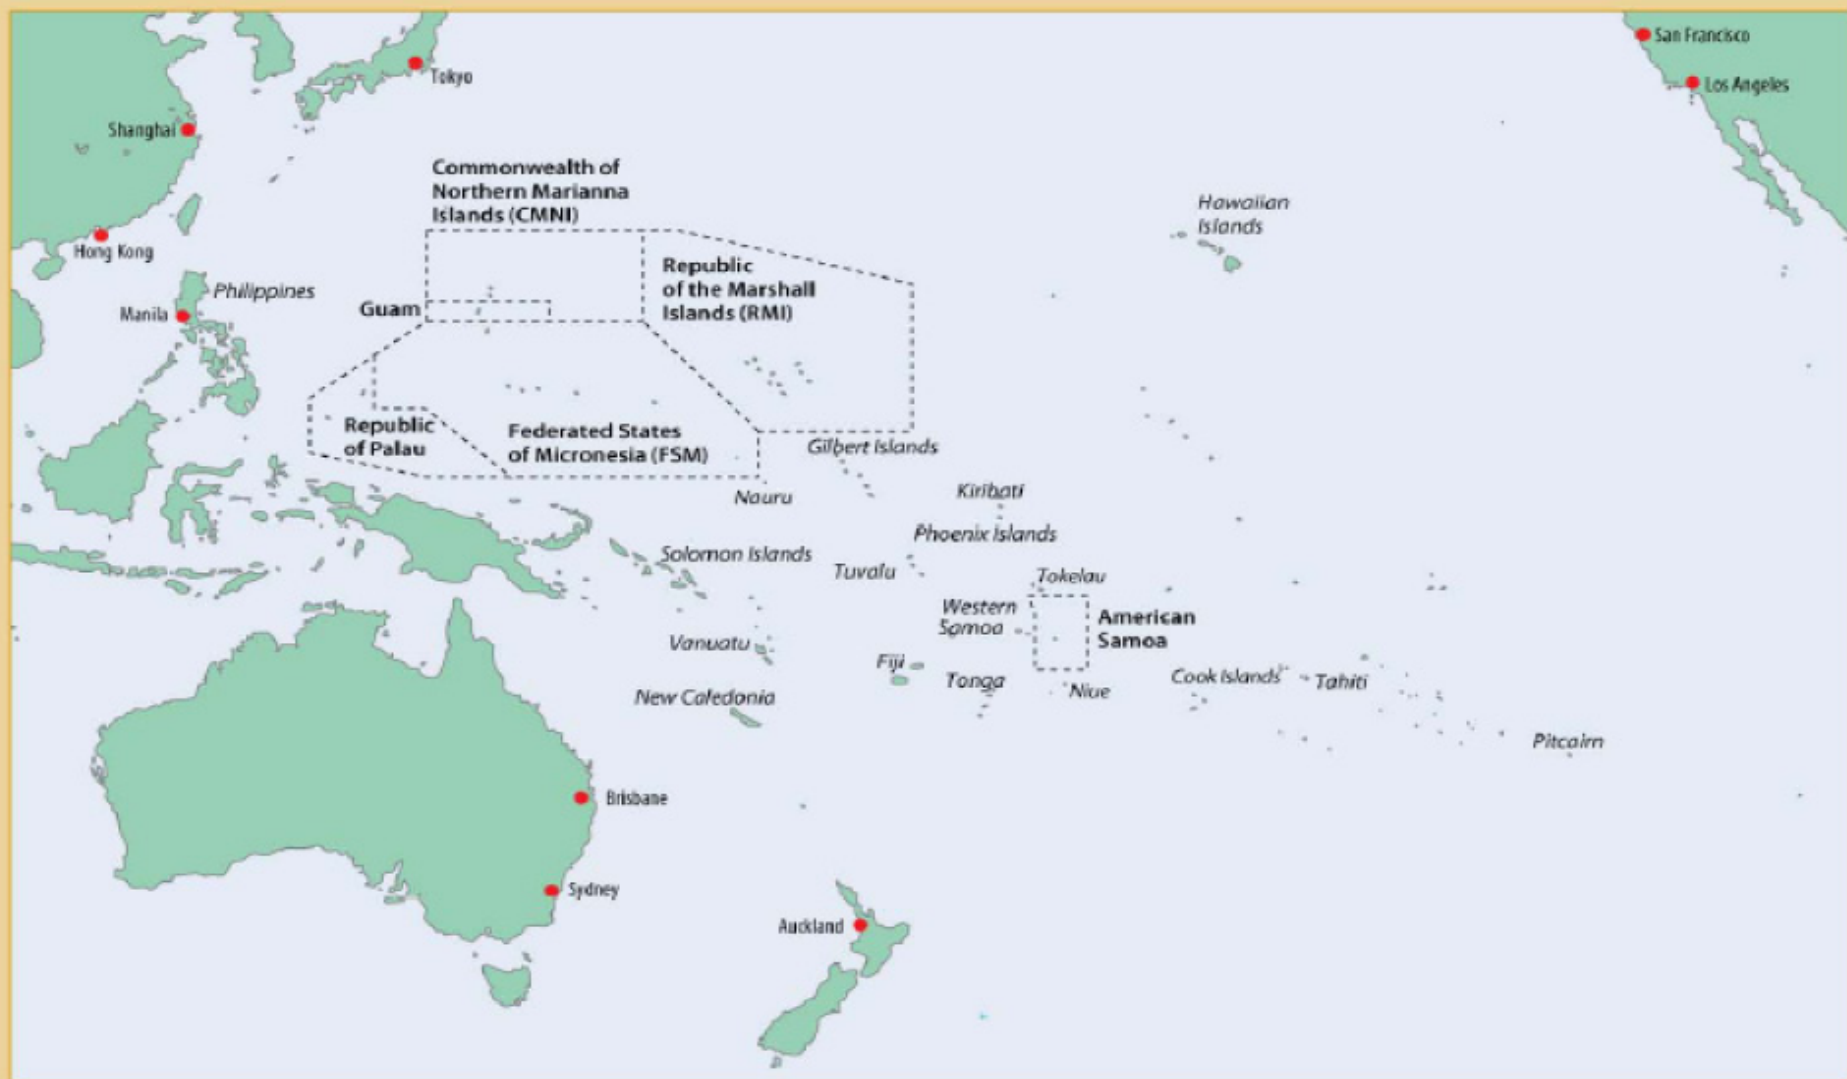 San Francisco
Tokyo
Los Angeles
Shanghai
Commonwealth of
Northern Marianna
Islands (CMNI)
Hawaiian
Islands
Hong Kong
Republic
of the Marshall
Islands (RMI)
Philippines
Guam
Manila
Republic
of Palau
Federated States
of Micronesia (FSM)
Gilbert Islands
Nauru
Kiribati
Phoenix Islands
Solomon Islands
Tuvalu
Tokelau
Western
Samoa
American
Samoa
Vanuatu
Fiji
Tonga
Niue
Cook Islands
Tahiti
New Caledonia
Pitcairn
Brisbane
Sydney
Auckland